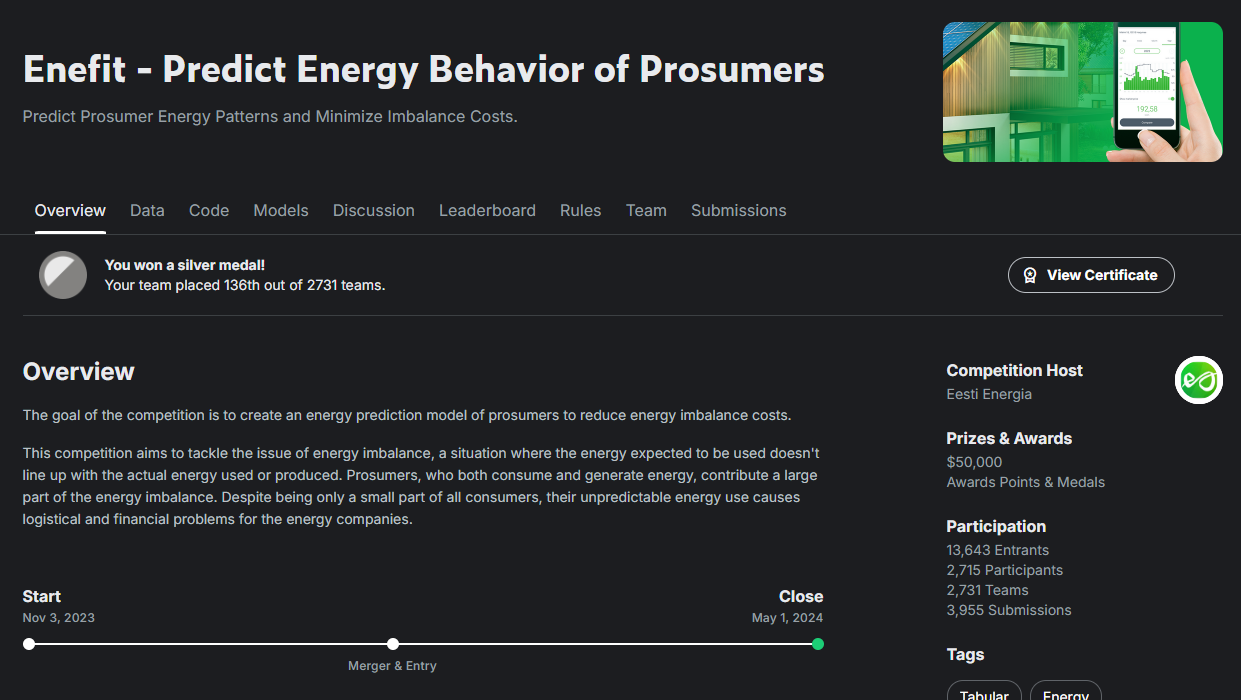 Enefit - Predict Energy Behavior of Prosumers
Predict Prosumer Energy Patterns and Minimize Imbalance Costs.
192,58
Overview
Data
Code
Models
Discussion
Leaderboard
Rules
Team
Submissions
You won a silver medal!
Your team placed 136th out of 2731 teams.
View Certificate
Overview
The goal of the competition is to create an energy prediction model of prosumers to reduce energy imbalance costs.
This competition aims to tackle the issue of energy imbalance, a situation where the energy expected to be used doesn't
line up with the actual energy used or produced. Prosumers, who both consume and generate energy, contribute a large
part of the energy imbalance. Despite being only a small part of all consumers, their unpredictable energy use causes
logistical and financial problems for the energy companies.
Start
Nov 3, 2023
Close
May 1, 2024
Merger & Entry
Competition Host
Eesti Energia
Prizes & Awards
$50,000
Awards Points & Medals
Participation
13,643 Entrants
2,715 Participants
2,731 Teams
3,955 Submissions
Tags
Tabular
Energy